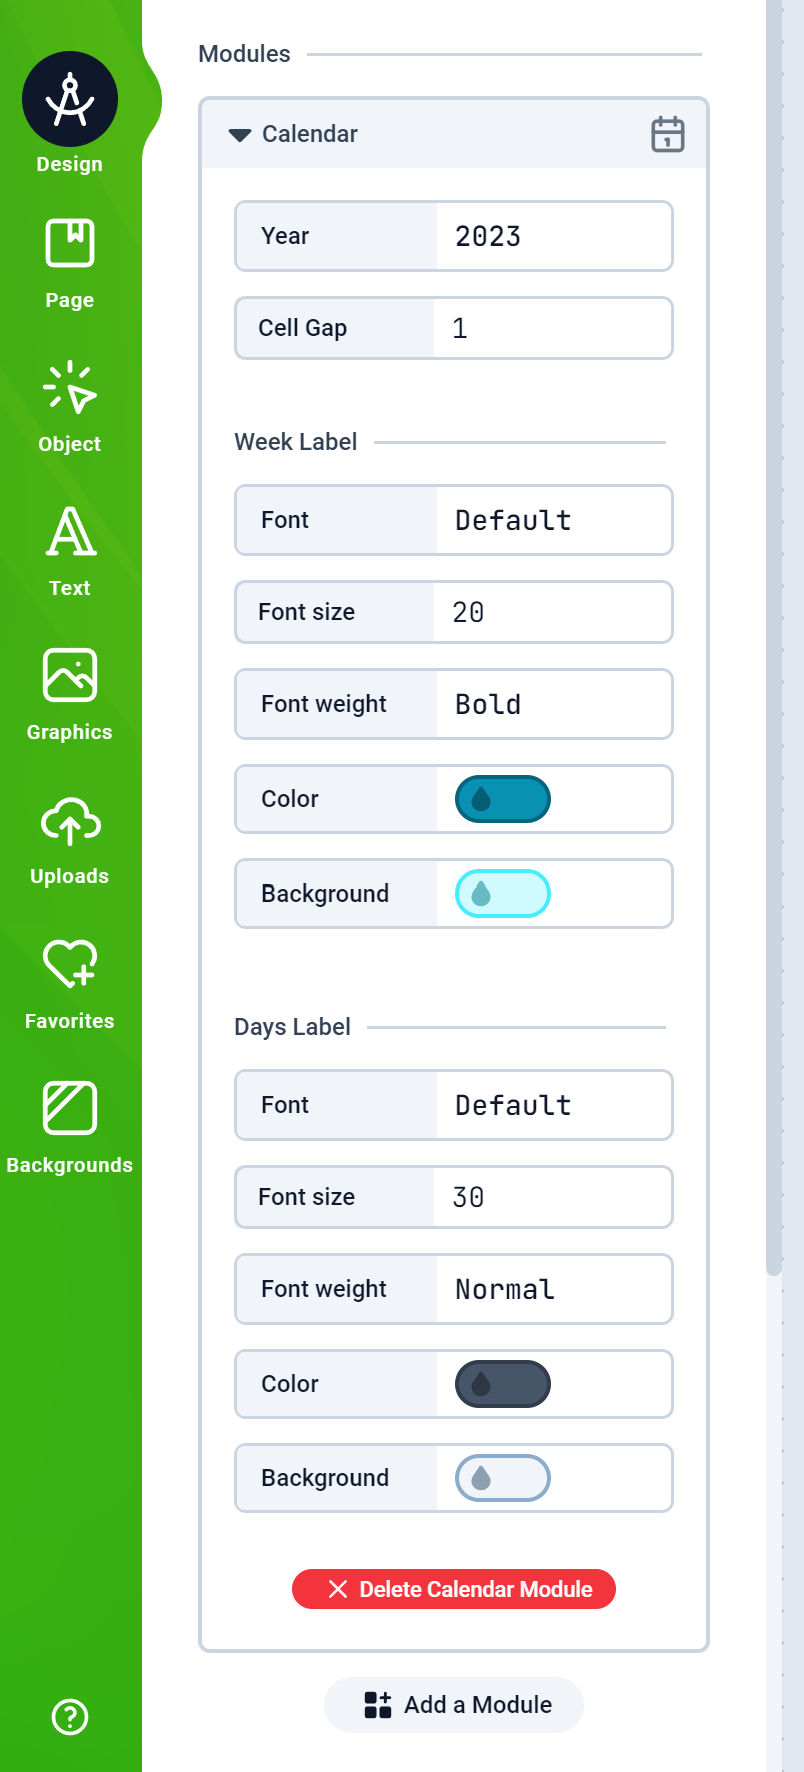 Design
Page
Object
Text
Graphics
Uploads
Favorites
Backgrounds
Modules
Calendar
Year 2023
Cell Gap 1
Week Label
Font Default
Font size 20
Font weight Bold
Color
Background
Days Label
Font Default
Font size 30
Font weight Normal
Color
Background
Delete Calendar Module
Add a Module